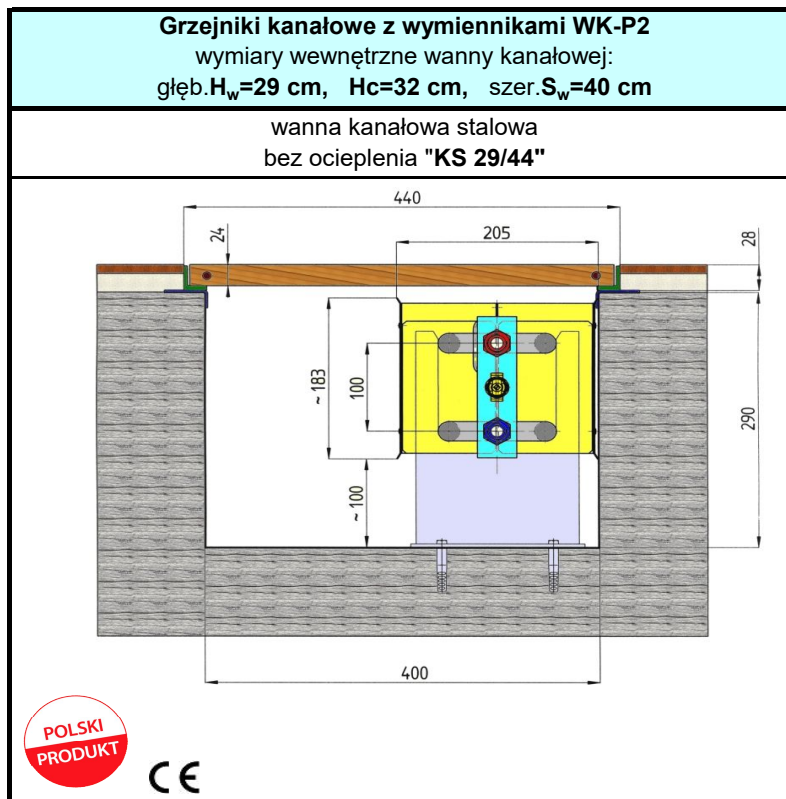 Grzejniki kanałowe z wymiennikami WK-P2
wymiary wewnętrzne wanny kanałowej:
głęb.Hw=29 cm, Hc=32 cm, szer.Sw=40 cm
wanna kanałowa stalowa
bez ocieplenia "KS 29/44"
440
24
205
28
~ 183
100
290
~ 100
400
POLSKI
PRODUKT
CE